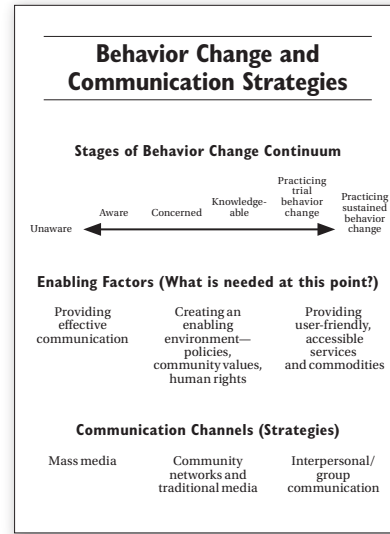 Behavior Change and
Communication Strategies
Stages of Behavior Change Continuum
Unaware
Aware
Concerned
Knowledge-
able
Practicing
trial
behavior
change
Practicing
sustained
behavior
change
Enabling Factors (What is needed at this point?)
Providing
effective
communication
Creating an
enabling
environment—
policies,
community values,
human rights
Providing
user-friendly,
accessible
services
and commodities
Communication Channels (Strategies)
Mass media
Community
networks and
traditional media
Interpersonal/
group
communication